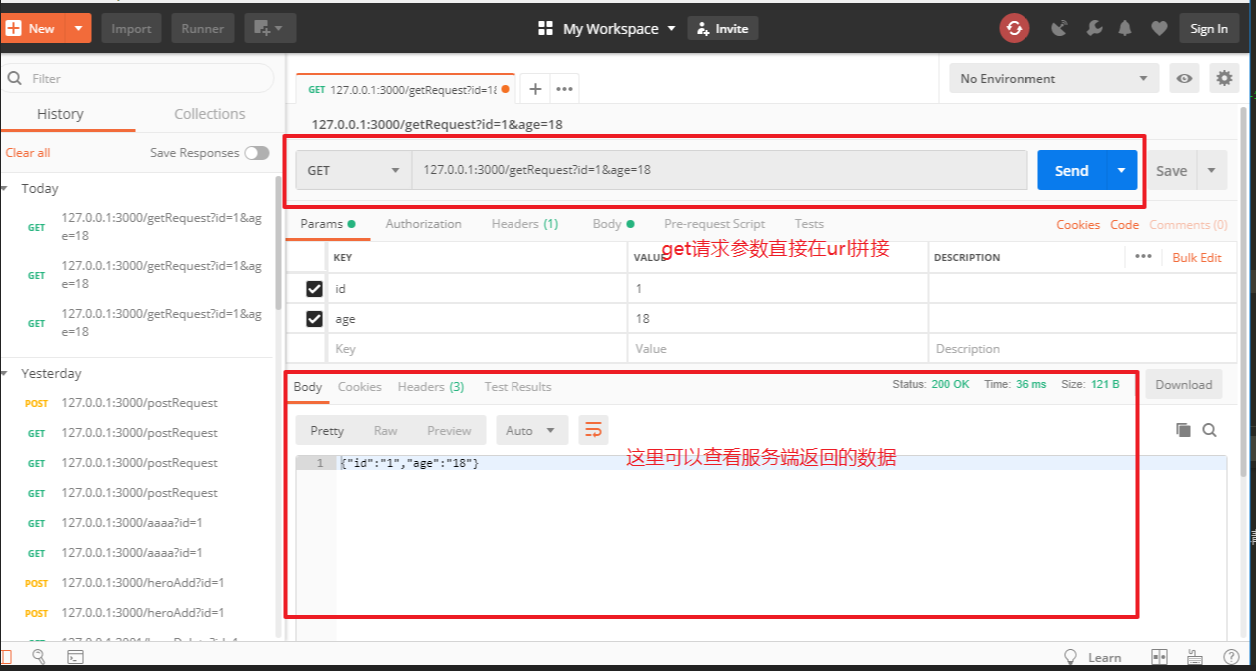 New Import Runner My Workspace Invite Sign In
Filter
History Collections
Clear all Save Responses
Today
GET 127.0.0.1:3000/getRequest?id=1&ag
e=18
GET 127.0.0.1:3000/getRequest?id=1&ag
e=18
GET 127.0.0.1:3000/getRequest?id=1&ag
e=18
Yesterday
POST 127.0.0.1:3000/postRequest
GET 127.0.0.1:3000/postRequest
GET 127.0.0.1:3000/postRequest
GET 127.0.0.1:3000/postRequest
GET 127.0.0.1:3000/aaaa?id=1
GET 127.0.0.1:3000/aaaa?id=1
POST 127.0.0.1:3000/heroAdd?id=1
POST 127.0.0.1:3000/heroAdd?id=1
GET 127.0.0.1:3000/getRequest?id=18 No Environment
127.0.0.1:3000/getRequest?id=1&age=18
GET 127.0.0.1:3000/getRequest?id=1&age=18 Send Save
Params Authorization Headers (1) Body Pre-request Script Tests Cookies Code Comments (0)
get请求参数直接在url拼接
KEY VALUE DESCRIPTION Bulk Edit
id 1
age 18
Key Value Description
Body Cookies Headers (3) Test Results Status: 200 OK Time: 36 ms Size: 121 B Download
Pretty Raw Preview Auto
1 {"id":"1","age":"18"}
这里可以查看服务端返回的数据
Learn